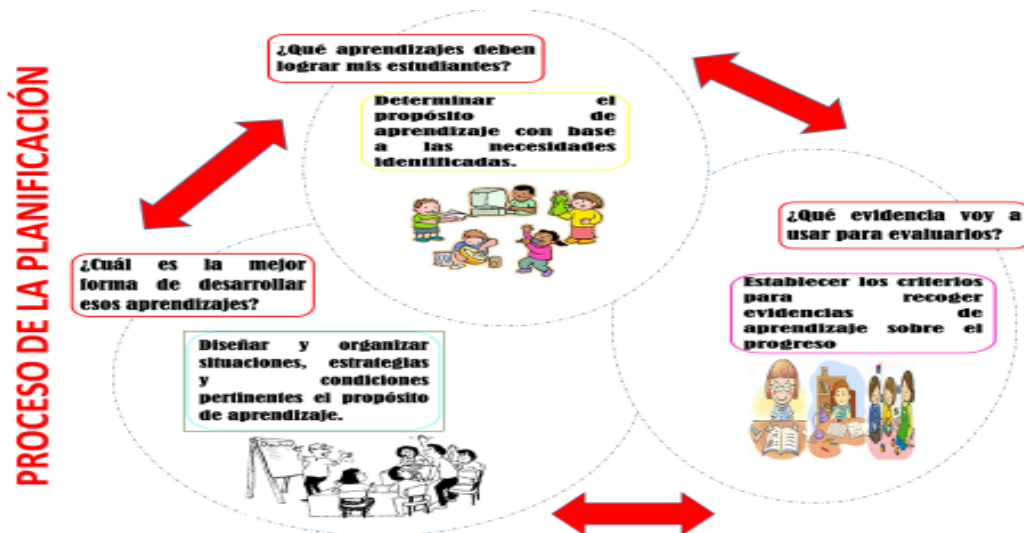 PROCESO DE LA PLANIFICACIÓN
¿Qué aprendizajes deben
lograr mis estudiantes?
Determinar el
propósito de
aprendizaje con base
a las necesidades
identificadas.
¿Cuál es la mejor
forma de desarrollar
esos aprendizajes?
Diseñar y organizar
situaciones, estrategias
y condiciones
pertinentes el propósito
de aprendizaje.
¿Qué evidencia voy a
usar para evaluarlos?
Establecer los criterios
para recoger
evidencias de
aprendizaje sobre el
progreso